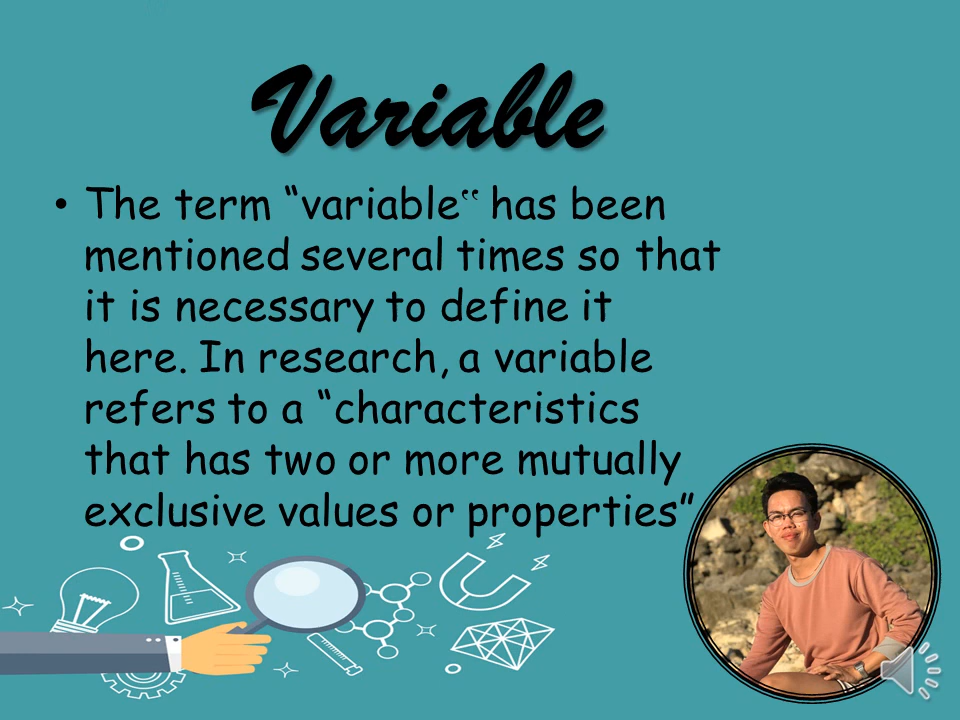 Variable
• The term “variable‟ has been
mentioned several times so that
it is necessary to define it
here. In research, a variable
refers to a “characteristics
that has two or more mutually
exclusive values or properties”